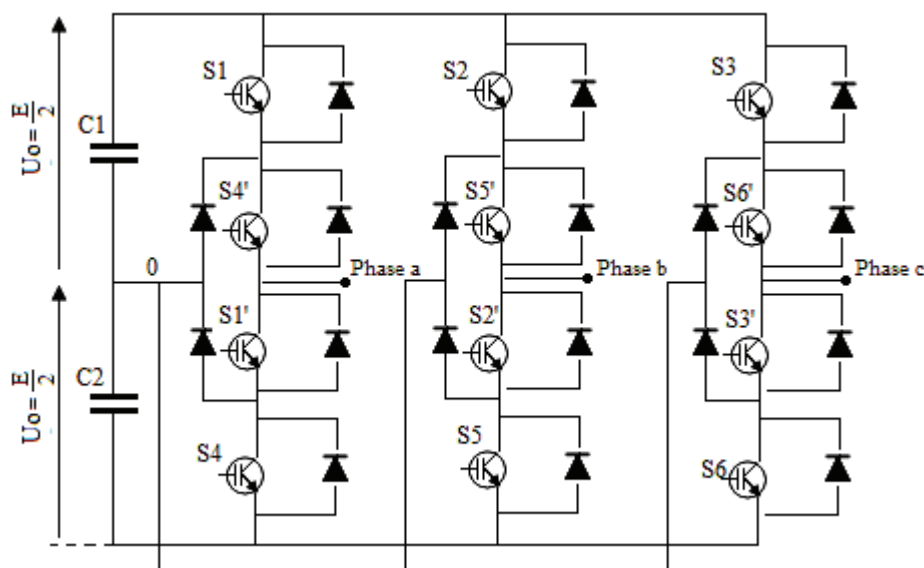 S1
S2
S3
Uo = E/2
C1
S4'
S5'
S6'
0
Phase a
Phase b
Phase c
S1'
S2'
S3'
Uo = E/2
C2
S4
S5
S6